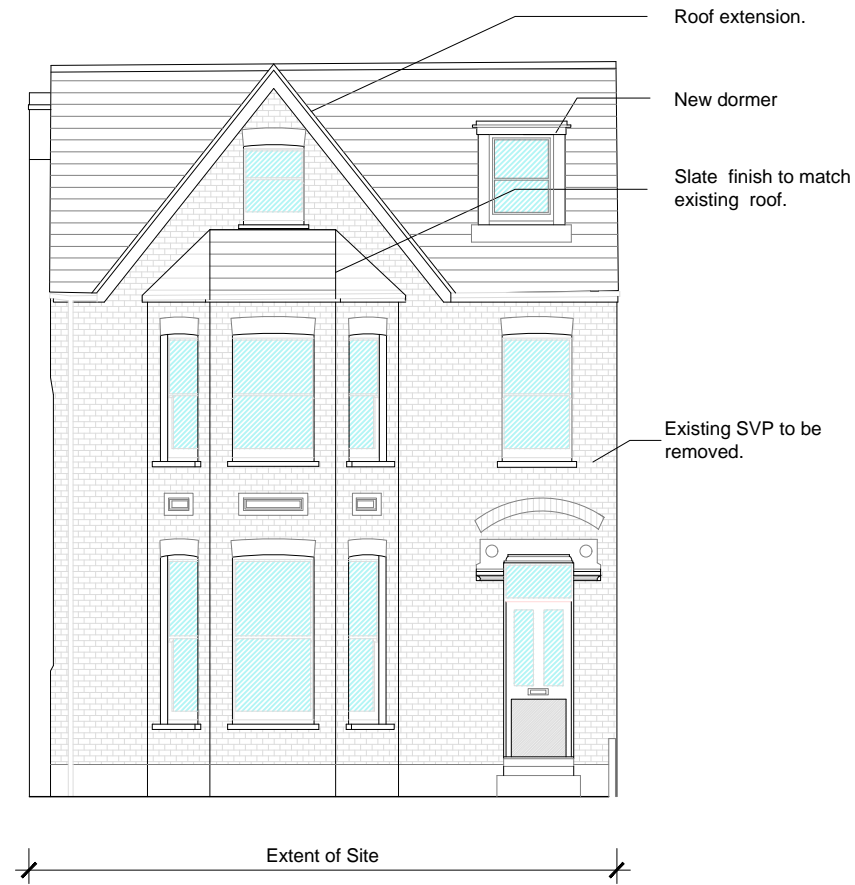 Roof extension.
New dormer
Slate finish to match
existing roof.
Existing SVP to be
removed.
Extent of Site